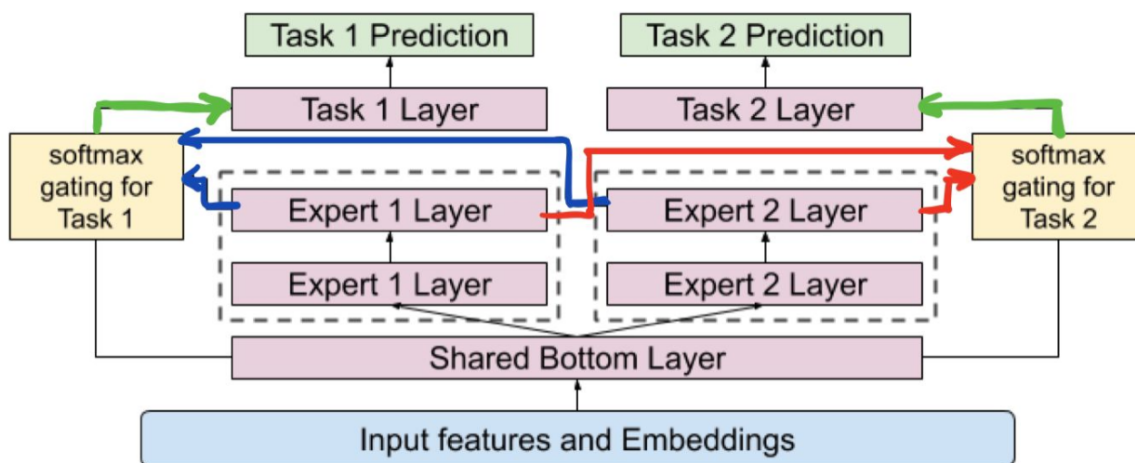 Task 1 Prediction
Task 2 Prediction
Task 1 Layer
Task 2 Layer
softmax
gating for
Task 1
Expert 1 Layer
Expert 2 Layer
softmax
gating for
Task 2
Expert 1 Layer
Expert 2 Layer
Shared Bottom Layer
Input features and Embeddings